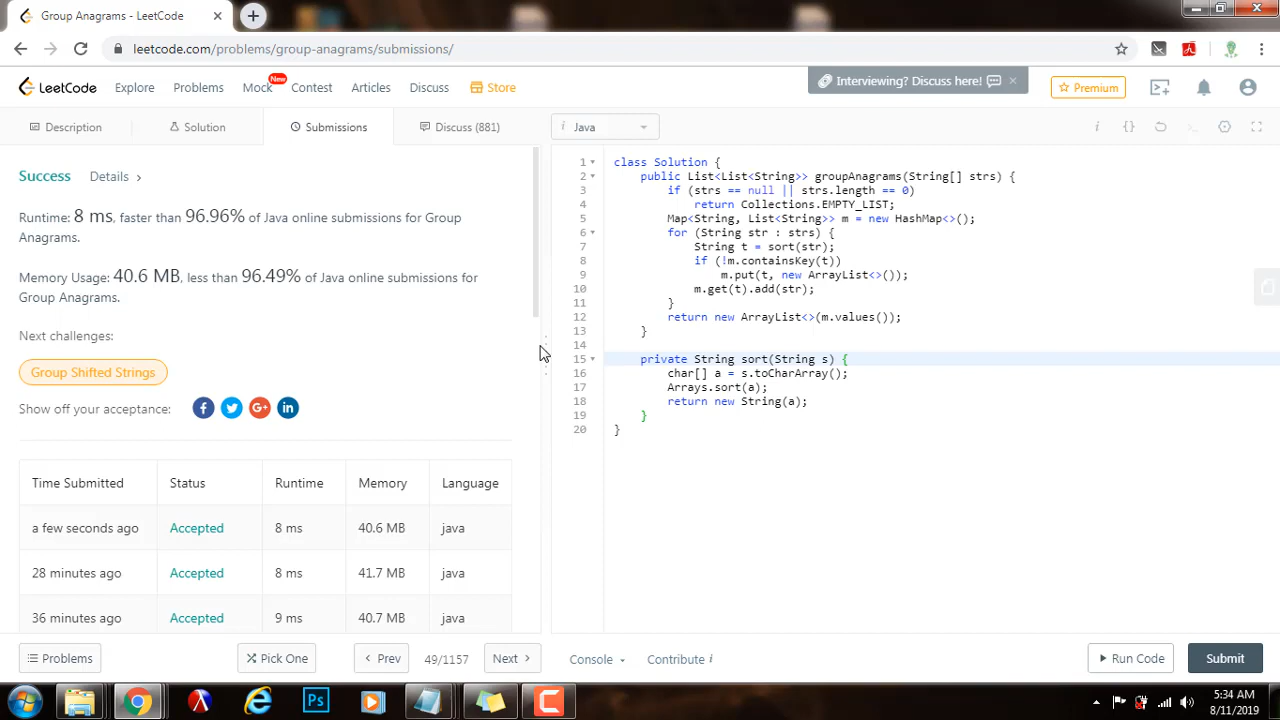 Group Anagrams - LeetCode
leetcode.com/problems/group-anagrams/submissions/
LeetCode
Explore
Problems
Mock
New
Contest
Articles
Discuss
Store
Interviewing? Discuss here!
Premium
Description
Solution
Submissions
Discuss (881)
i Java
Success
Details
Runtime: 8 ms, faster than 96.96% of Java online submissions for Group
Anagrams.
Memory Usage: 40.6 MB, less than 96.49% of Java online submissions for
Group Anagrams.
Next challenges:
Group Shifted Strings
Show off your acceptance:
Time Submitted Status Runtime Memory Language
a few seconds ago Accepted 8 ms 40.6 MB java
28 minutes ago Accepted 8 ms 41.7 MB java
36 minutes ago Accepted 9 ms 40.7 MB java
1 class Solution {
2 public List<List<String>> groupAnagrams(String[] strs) {
3 if (strs == null || strs.length == 0)
4 return Collections.EMPTY_LIST;
5 Map<String, List<String>> m = new HashMap<>();
6 for (String str : strs) {
7 String t = sort(str);
8 if (!m.containsKey(t))
9 m.put(t, new ArrayList<>());
10 m.get(t).add(str);
11 }
12 return new ArrayList<>(m.values());
13 }
14
15 private String sort(String s) {
16 char[] a = s.toCharArray();
17 Arrays.sort(a);
18 return new String(a);
19 }
20 }
Problems
Pick One
Prev
49/1157
Next
Console
Contribute i
Run Code
Submit
5:34 AM
8/11/2019